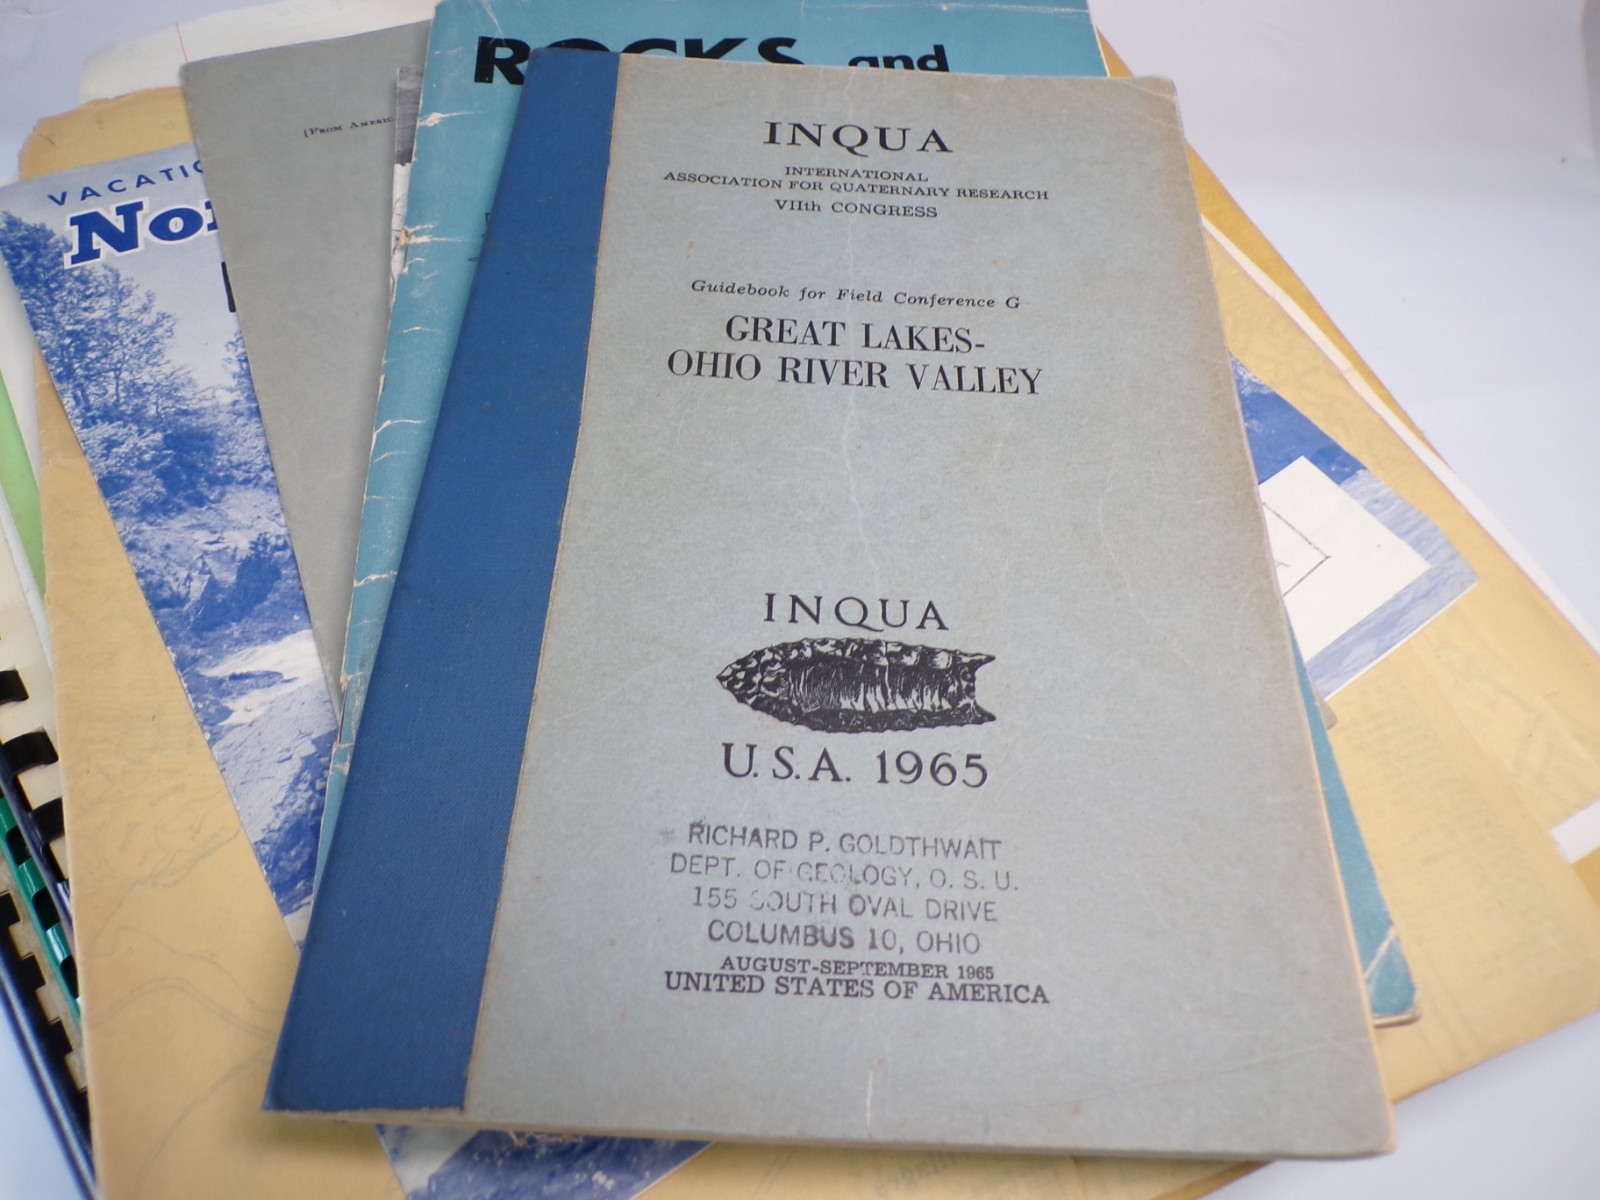 ROCKS and
[FROM AMERIC
VACATIO
Nor
INQUA
INTERNATIONAL
ASSOCIATION FOR QUATERNARY RESEARCH
VIIth CONGRESS
Guidebook for Field Conference G
GREAT LAKES-
OHIO RIVER VALLEY
INQUA
U.S.A. 1965
RICHARD P. GOLDTHWAIT
DEPT. OF GEOLOGY, O. S. U.
155 SOUTH OVAL DRIVE
COLUMBUS 10, OHIO
AUGUST-SEPTEMBER 1965
UNITED STATES OF AMERICA